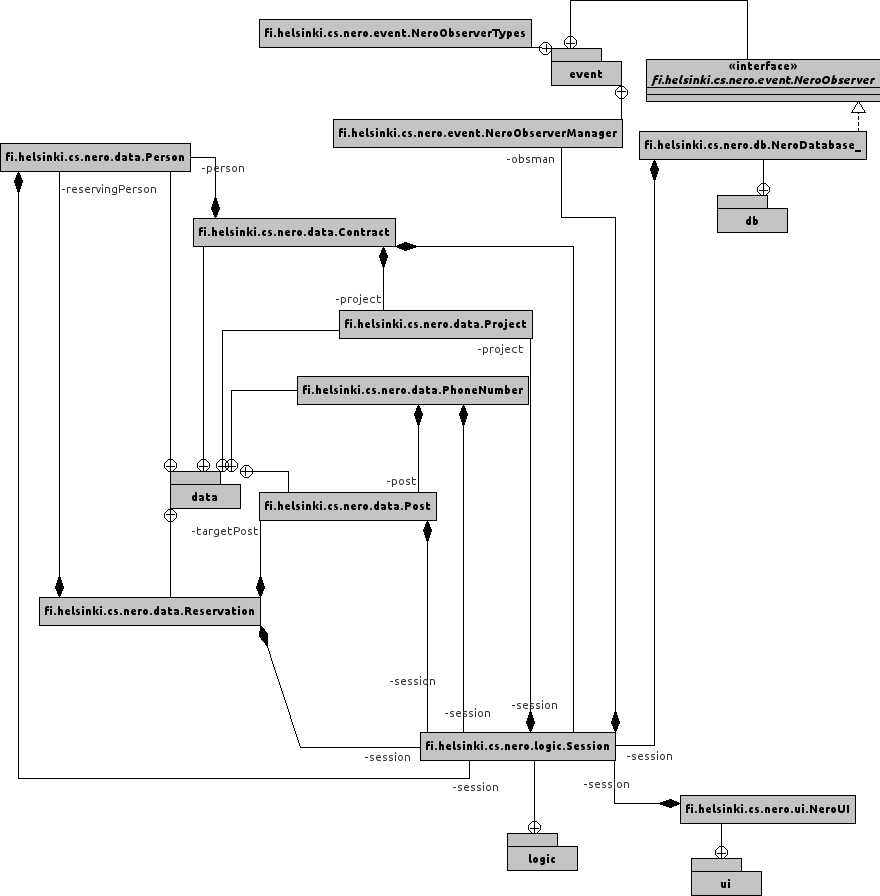 fi.helsinki.cs.nero.event.NeroObserverTypes
event
«interface»
fi.helsinki.cs.nero.event.NeroObserver
fi.helsinki.cs.nero.event.NeroObserverManager
-obsman
fi.helsinki.cs.nero.db.NeroDatabase_
db
fi.helsinki.cs.nero.data.Person
-person
-reservingPerson
fi.helsinki.cs.nero.data.Contract
-project
fi.helsinki.cs.nero.data.Project
-project
fi.helsinki.cs.nero.data.PhoneNumber
-post
data
fi.helsinki.cs.nero.data.Post
-targetPost
fi.helsinki.cs.nero.data.Reservation
-session
-session
-session
fi.helsinki.cs.nero.logic.Session
-session
-session
-session
-session
fi.helsinki.cs.nero.ui.NeroUI
logic
ui